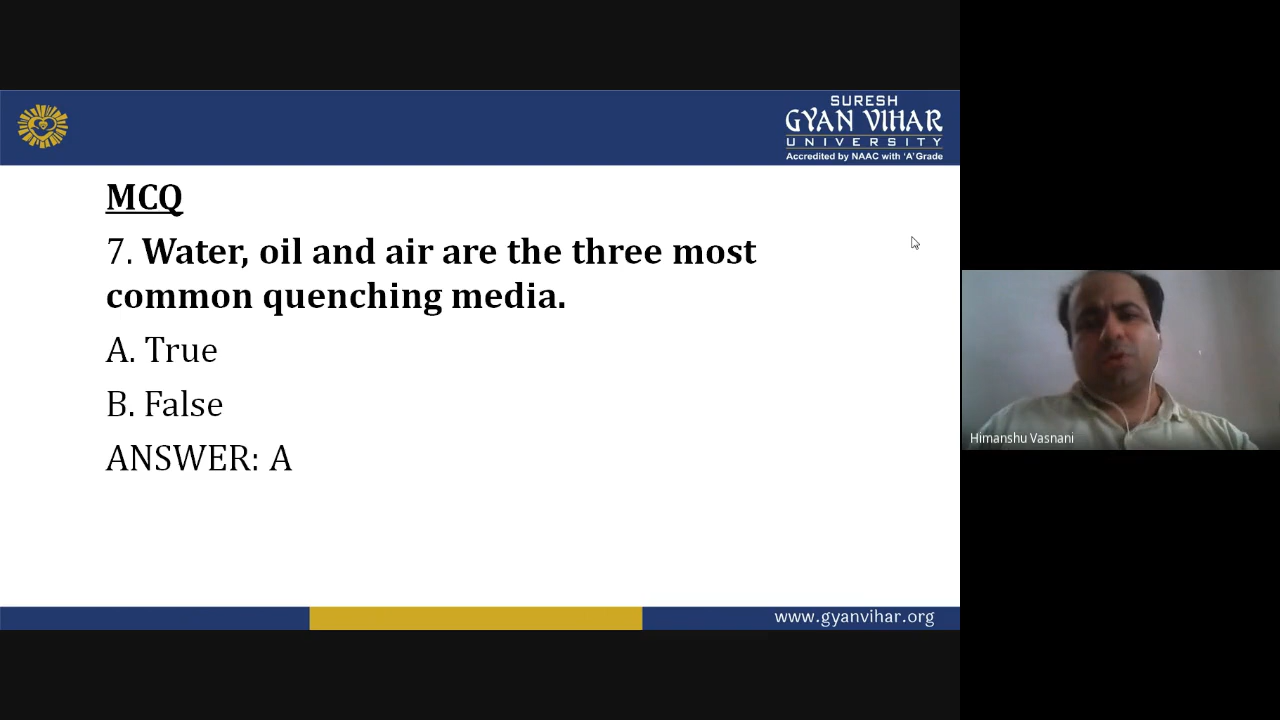 SURESH
GYAN VIHAR
UNIVERSITY
Accredited by NAAC with 'A' Grade
MCQ
7. Water, oil and air are the three most
common quenching media.
A. True
B. False
ANSWER: A
Himanshu Vasnani
www.gyanvihar.org